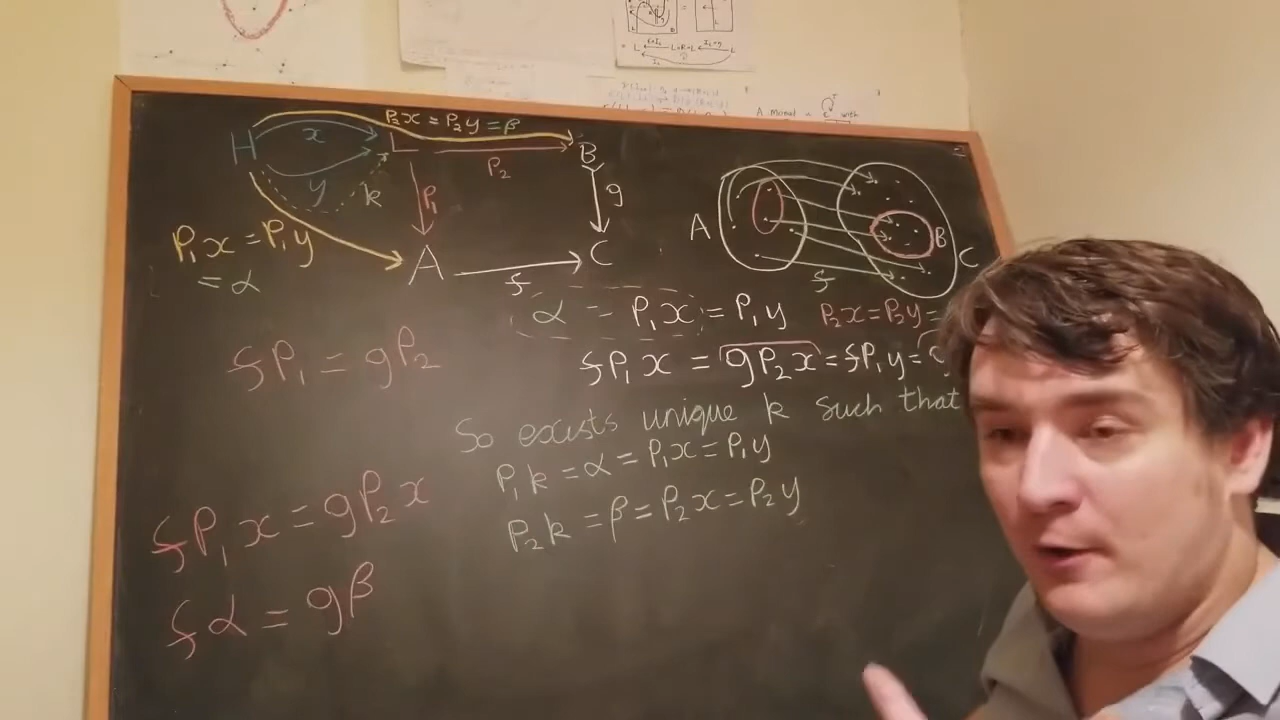 P₂x = P₂y = β
H x L P₂ B
y k P₁ g
P₁x = P₁y
= α
A f C
A B C
f
α = P₁x = P₁y P₂x = P₂y =
fP₁ = gP₂
fP₁x = gP₂x = fP₁y =
So exists unique k such that
P₁k = α = P₁x = P₁y
P₂k = β = P₂x = P₂y
fP₁x = gP₂x
fα = gβ